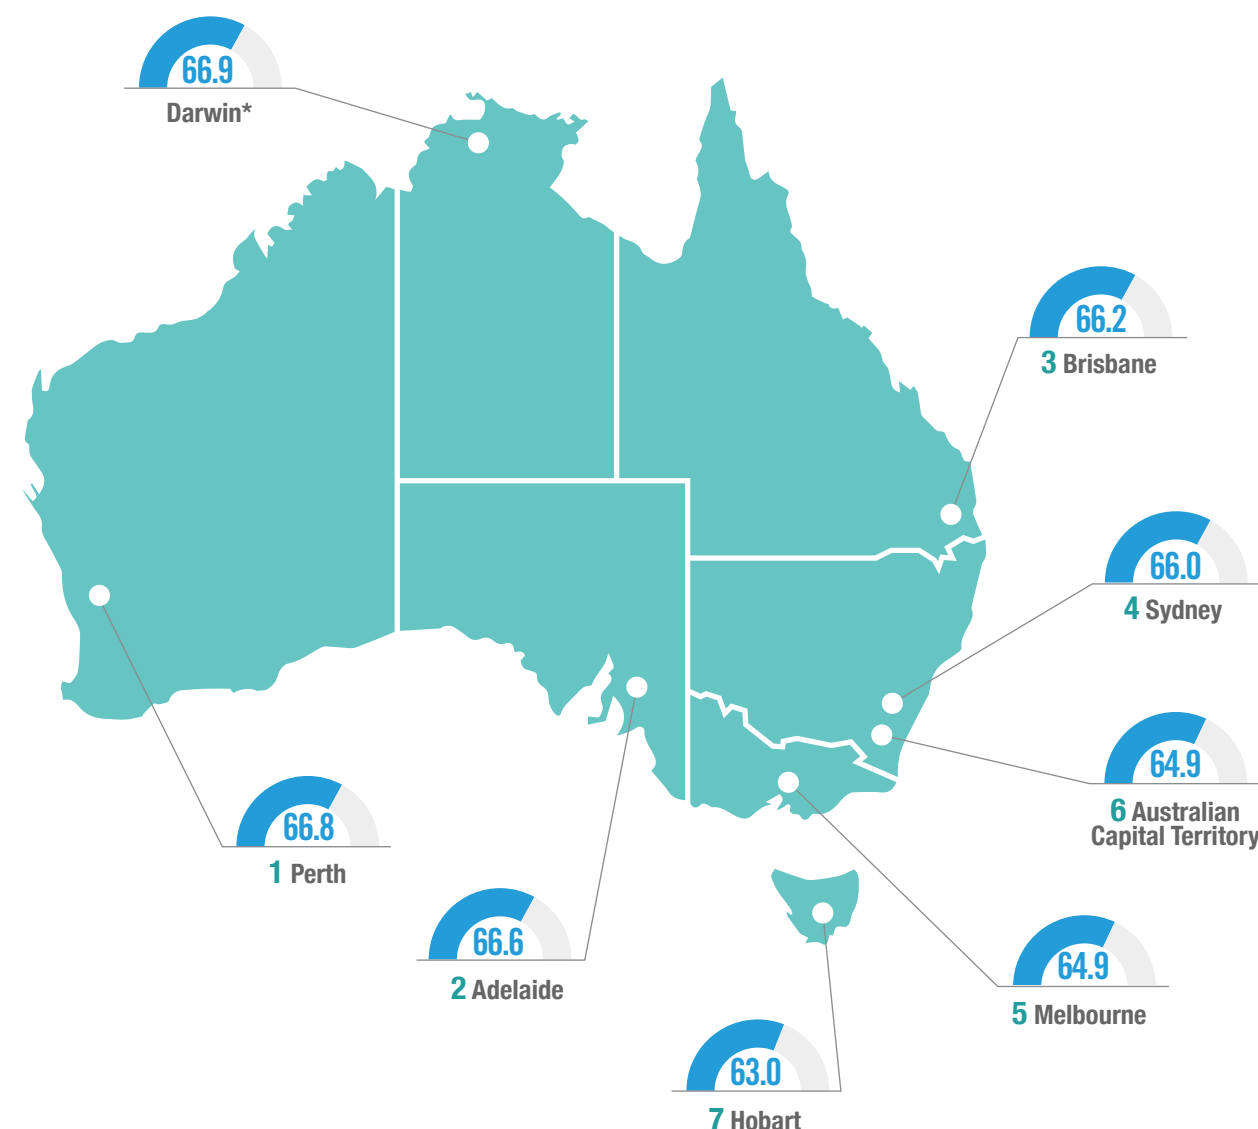 66.9
Darwin*
66.2
3 Brisbane
66.0
4 Sydney
64.9
6 Australian
Capital Territory
66.8
1 Perth
66.6
2 Adelaide
64.9
5 Melbourne
63.0
7 Hobart